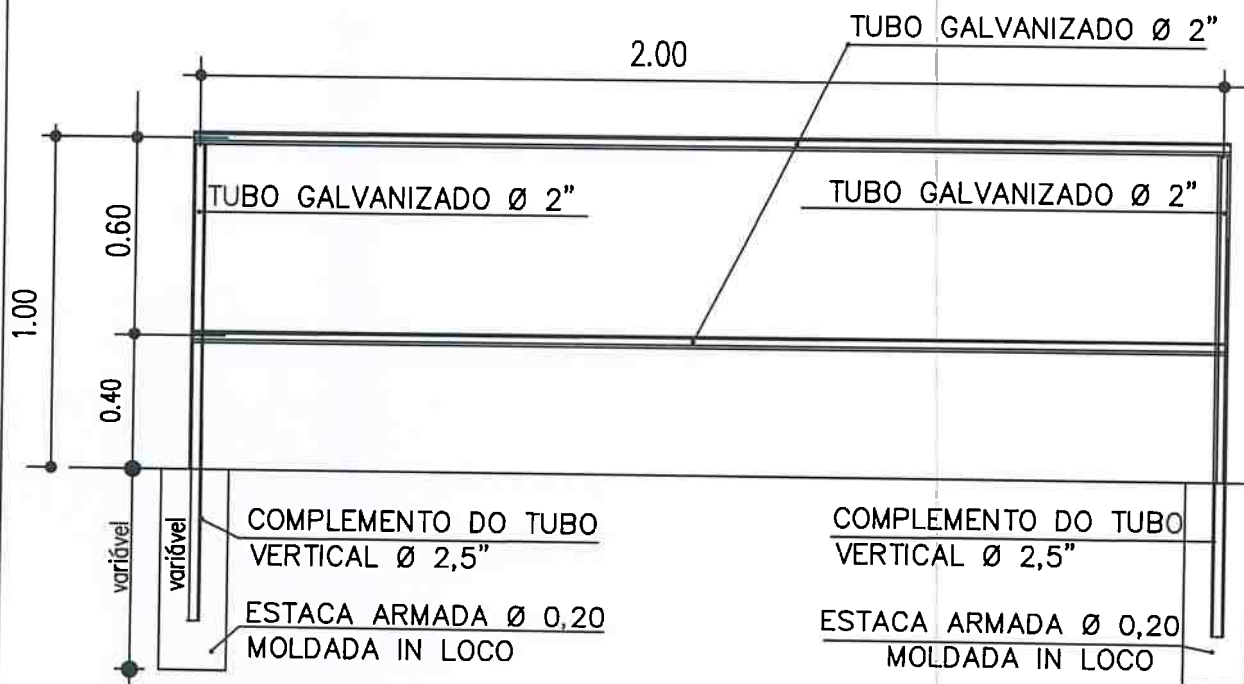 TUBO GALVANIZADO Ø 2”
2.00
TUBO GALVANIZADO Ø 2”
TUBO GALVANIZADO Ø 2”
0.60
1.00
0.40
variável
variável
COMPLEMENTO DO TUBO
VERTICAL Ø 2,5”
COMPLEMENTO DO TUBO
VERTICAL Ø 2,5”
ESTACA ARMADA Ø 0,20
MOLDADA IN LOCO
ESTACA ARMADA Ø 0,20
MOLDADA IN LOCO